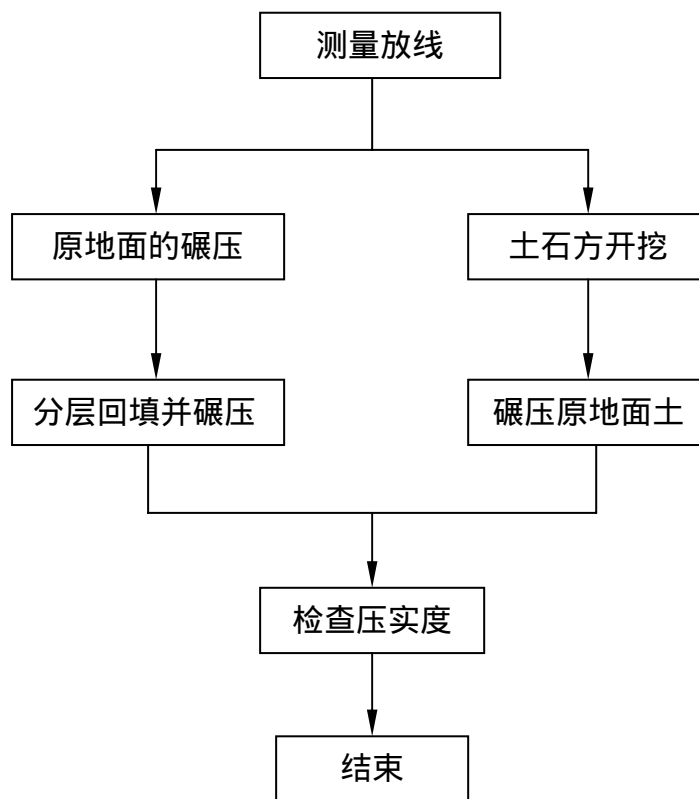 测量放线
原地面的碾压
土石方开挖
分层回填并碾压
碾压原地面土
检查压实度
结束